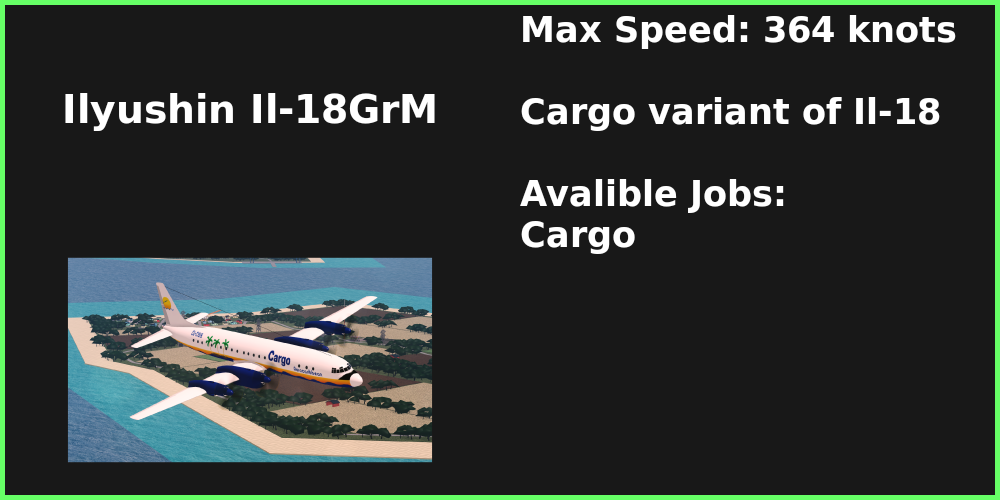 Ilyushin Il-18GrM
Max Speed: 364 knots
Cargo variant of Il-18
Avalible Jobs:
Cargo
Cargo